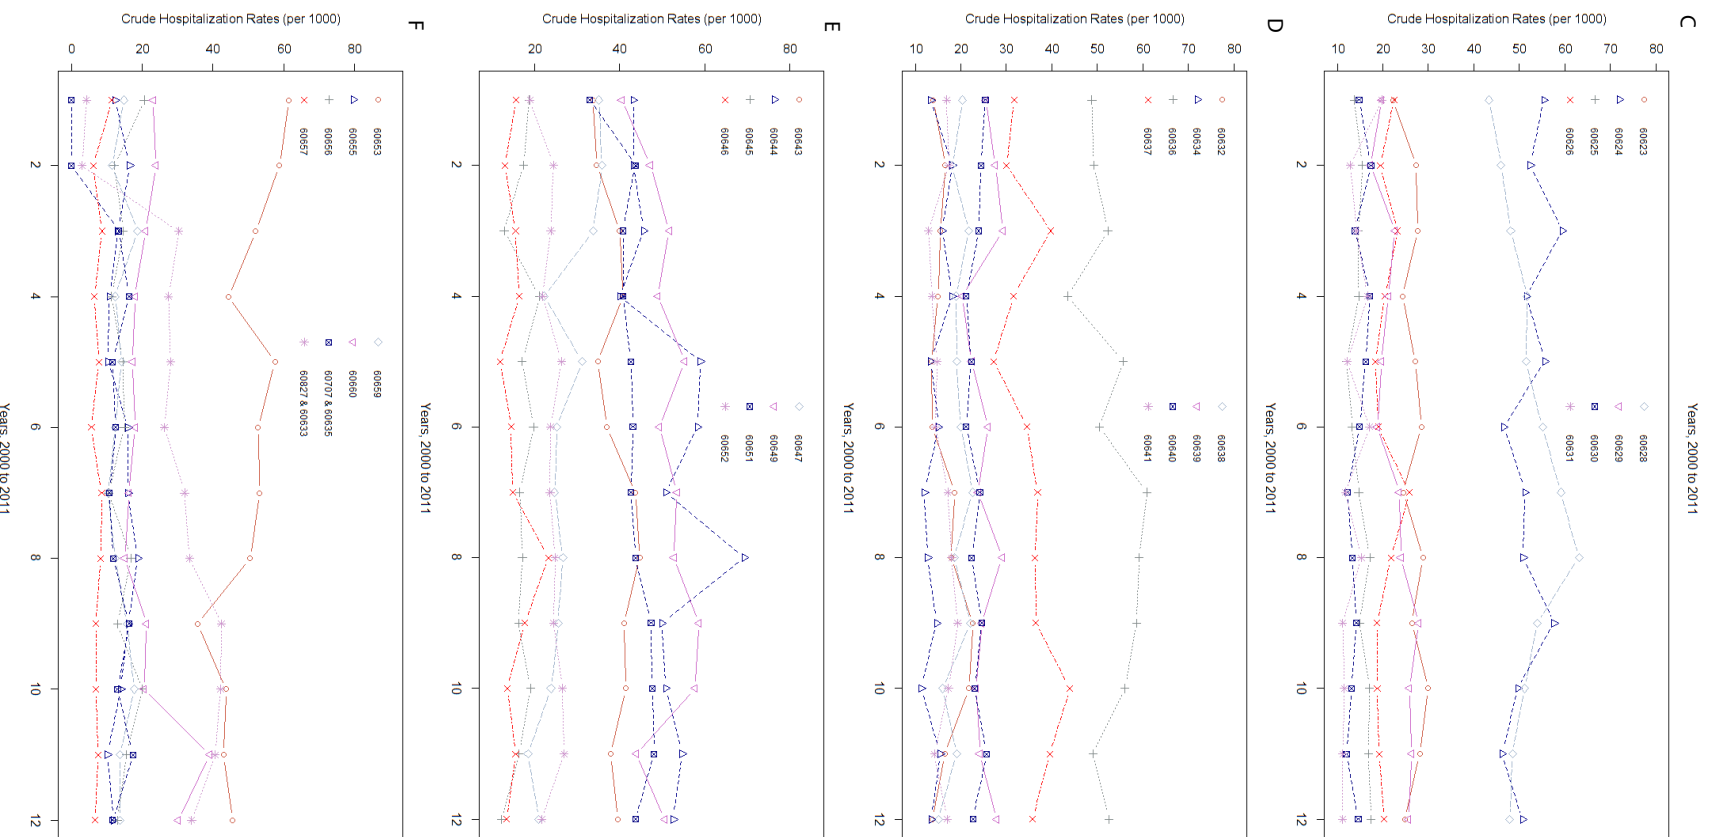 C
Crude Hospitalization Rates (per 1000)
10 20 30 40 50 60 70 80
60623
60624
60625
60626
60628
60629
60630
60631
2 4 6 8 10 12
Years, 2000 to 2011
D
Crude Hospitalization Rates (per 1000)
10 20 30 40 50 60 70 80
60632
60634
60636
60637
60638
60639
60640
60641
2 4 6 8 10 12
Years, 2000 to 2011
E
Crude Hospitalization Rates (per 1000)
20 40 60 80
60643
60644
60645
60646
60647
60649
60651
60652
2 4 6 8 10 12
Years, 2000 to 2011
F
Crude Hospitalization Rates (per 1000)
0 20 40 60 80
60653
60655
60656
60657
60659
60660
60707 & 60635
60827 & 60633
2 4 6 8 10 12
Years, 2000 to 2011